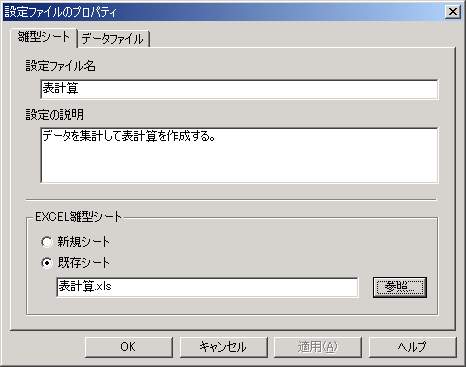 設定ファイルのプロパティ
雛型シート データファイル
設定ファイル名
表計算
設定の説明
データを集計して表計算を作成する。
EXCEL雛型シート
新規シート
既存シート
表計算.xls 参照...
OK キャンセル 適用(A) ヘルプ